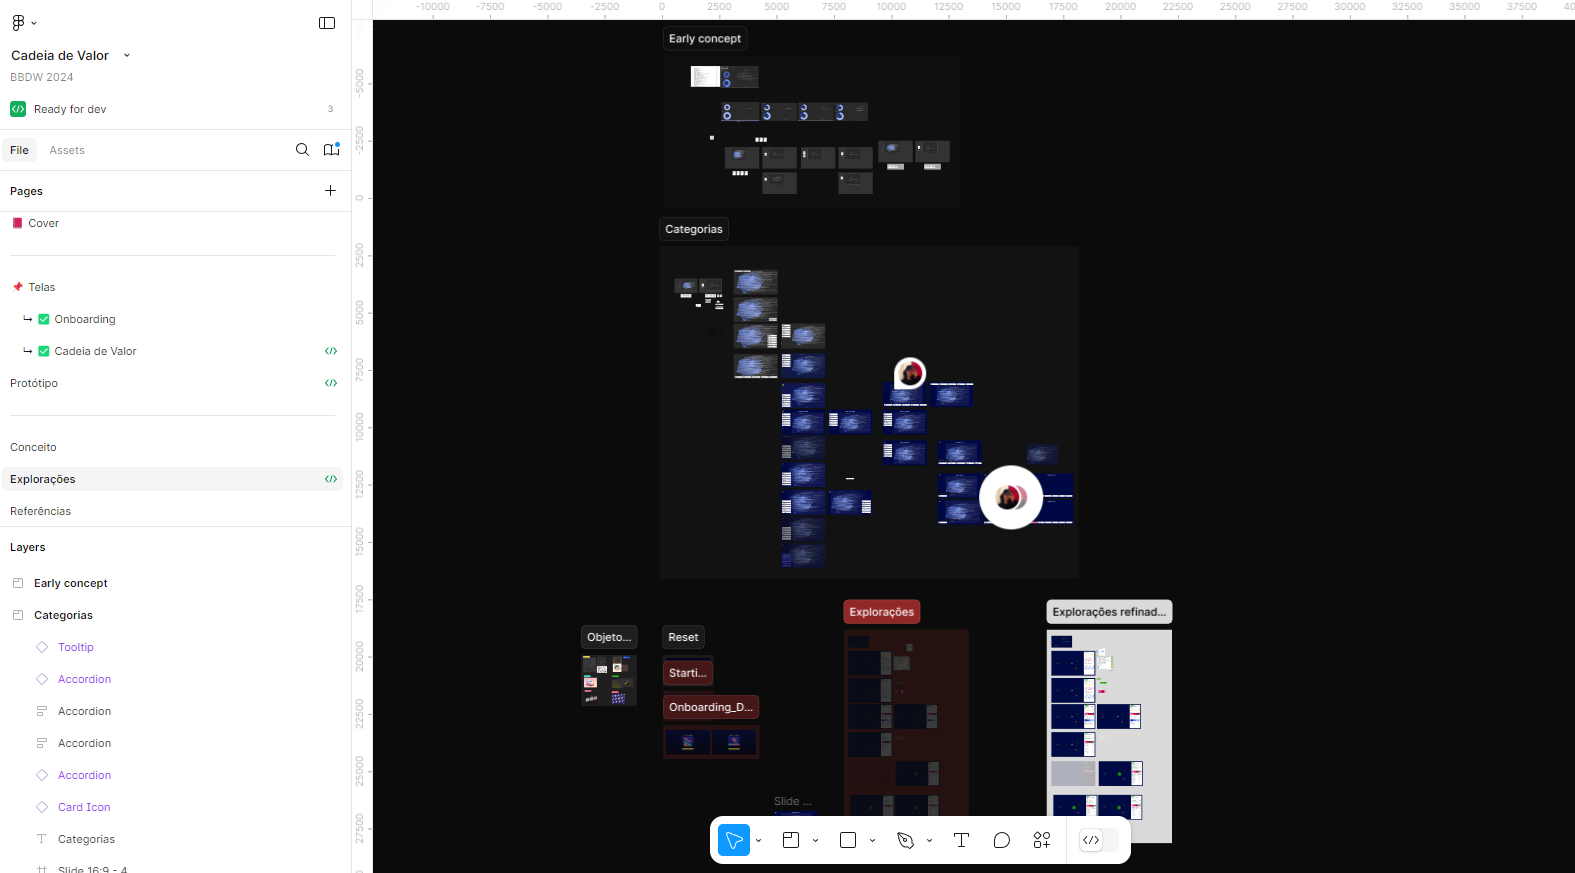 Cadeia de Valor
BBDW 2024
Ready for dev
3
File
Assets
Pages
Cover
Telas
Onboarding
Cadeia de Valor
Protótipo
Conceito
Explorações
Referências
Layers
Early concept
Categorias
Tooltip
Accordion
Accordion
Accordion
Accordion
Card Icon
Categorias
Slide 16:9 - 4
-10000
-7500
-5000
-2500
0
2500
5000
7500
10000
12500
15000
17500
20000
22500
25000
27500
30000
32500
35000
37500
-5000
-2500
0
2500
5000
7500
10000
12500
15000
17500
20000
22500
25000
27500
Early concept
Categorias
Objeto...
Reset
Starti...
Onboarding_D...
Explorações
Explorações refinad...
Slide ...